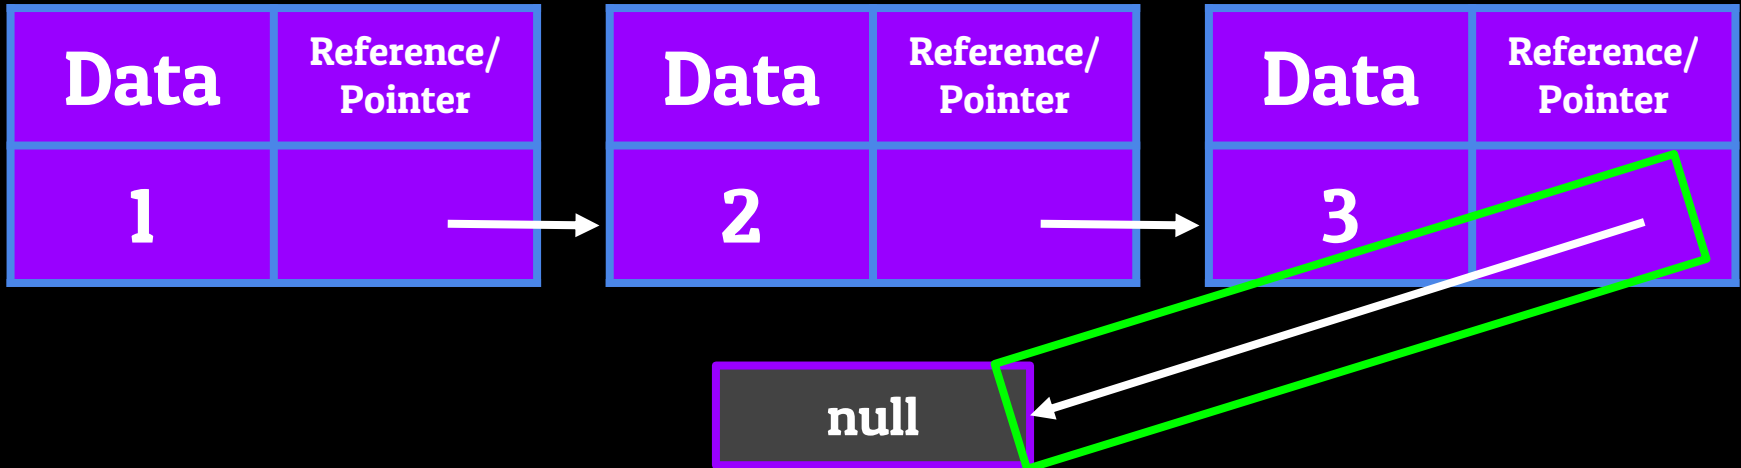 Data
Reference/
Pointer
Data
Reference/
Pointer
Data
Reference/
Pointer
1
2
3
null